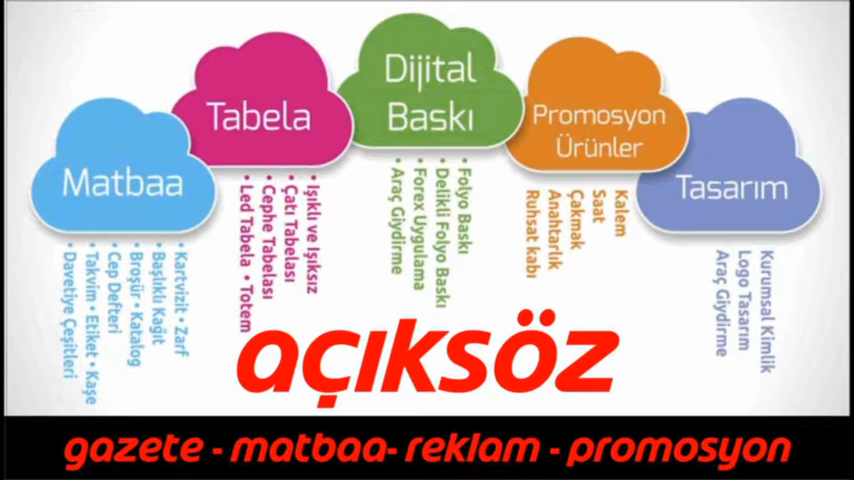 Matbaa
Tabela
Dijital
Baskı
Promosyon
Ürünler
Tasarım
• Kartvizit • Zarf
• Başlıklı Kağıt
• Broşür • Katalog
• Cep Defteri
• Takvim • Etiket • Kaşe
• Davetiye Çeşitleri
• Işıklı ve Işıksız
• Çatı Tabelası
• Cephe Tabelası
• Led Tabela • Totem
• Folyo Baskı
• Delikli Folyo Baskı
• Forex Uygulama
• Araç Giydirme
Kalem
Saat
Çakmak
Anahtarlık
Ruhsat kabı
Kurumsal Kimlik
Logo Tasarım
Araç Giydirme
açıksöz
gazete - matbaa- reklam - promosyon